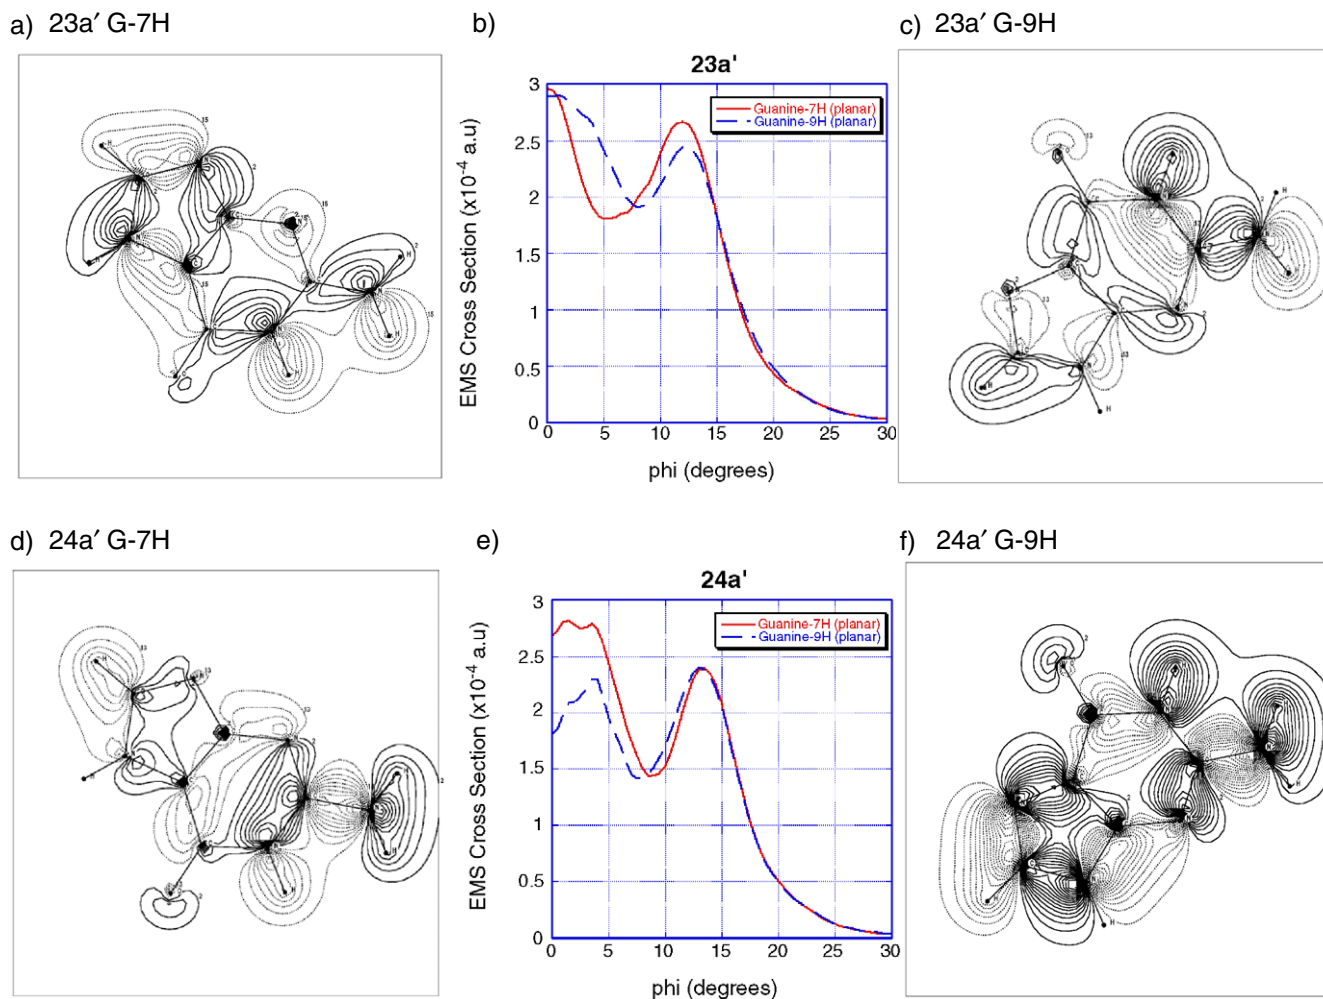 a) 23a′ G-7H
b)
c) 23a′ G-9H
23a'
Guanine-7H (planar)
Guanine-9H (planar)
EMS Cross Section (x10⁻⁴ a.u)
3
2.5
2
1.5
1
0.5
0
0 5 10 15 20 25 30
phi (degrees)
d) 24a′ G-7H
e)
f) 24a′ G-9H
24a'
Guanine-7H (planar)
Guanine-9H (planar)
EMS Cross Section (x10⁻⁴ a.u)
3
2.5
2
1.5
1
0.5
0
0 5 10 15 20 25 30
phi (degrees)